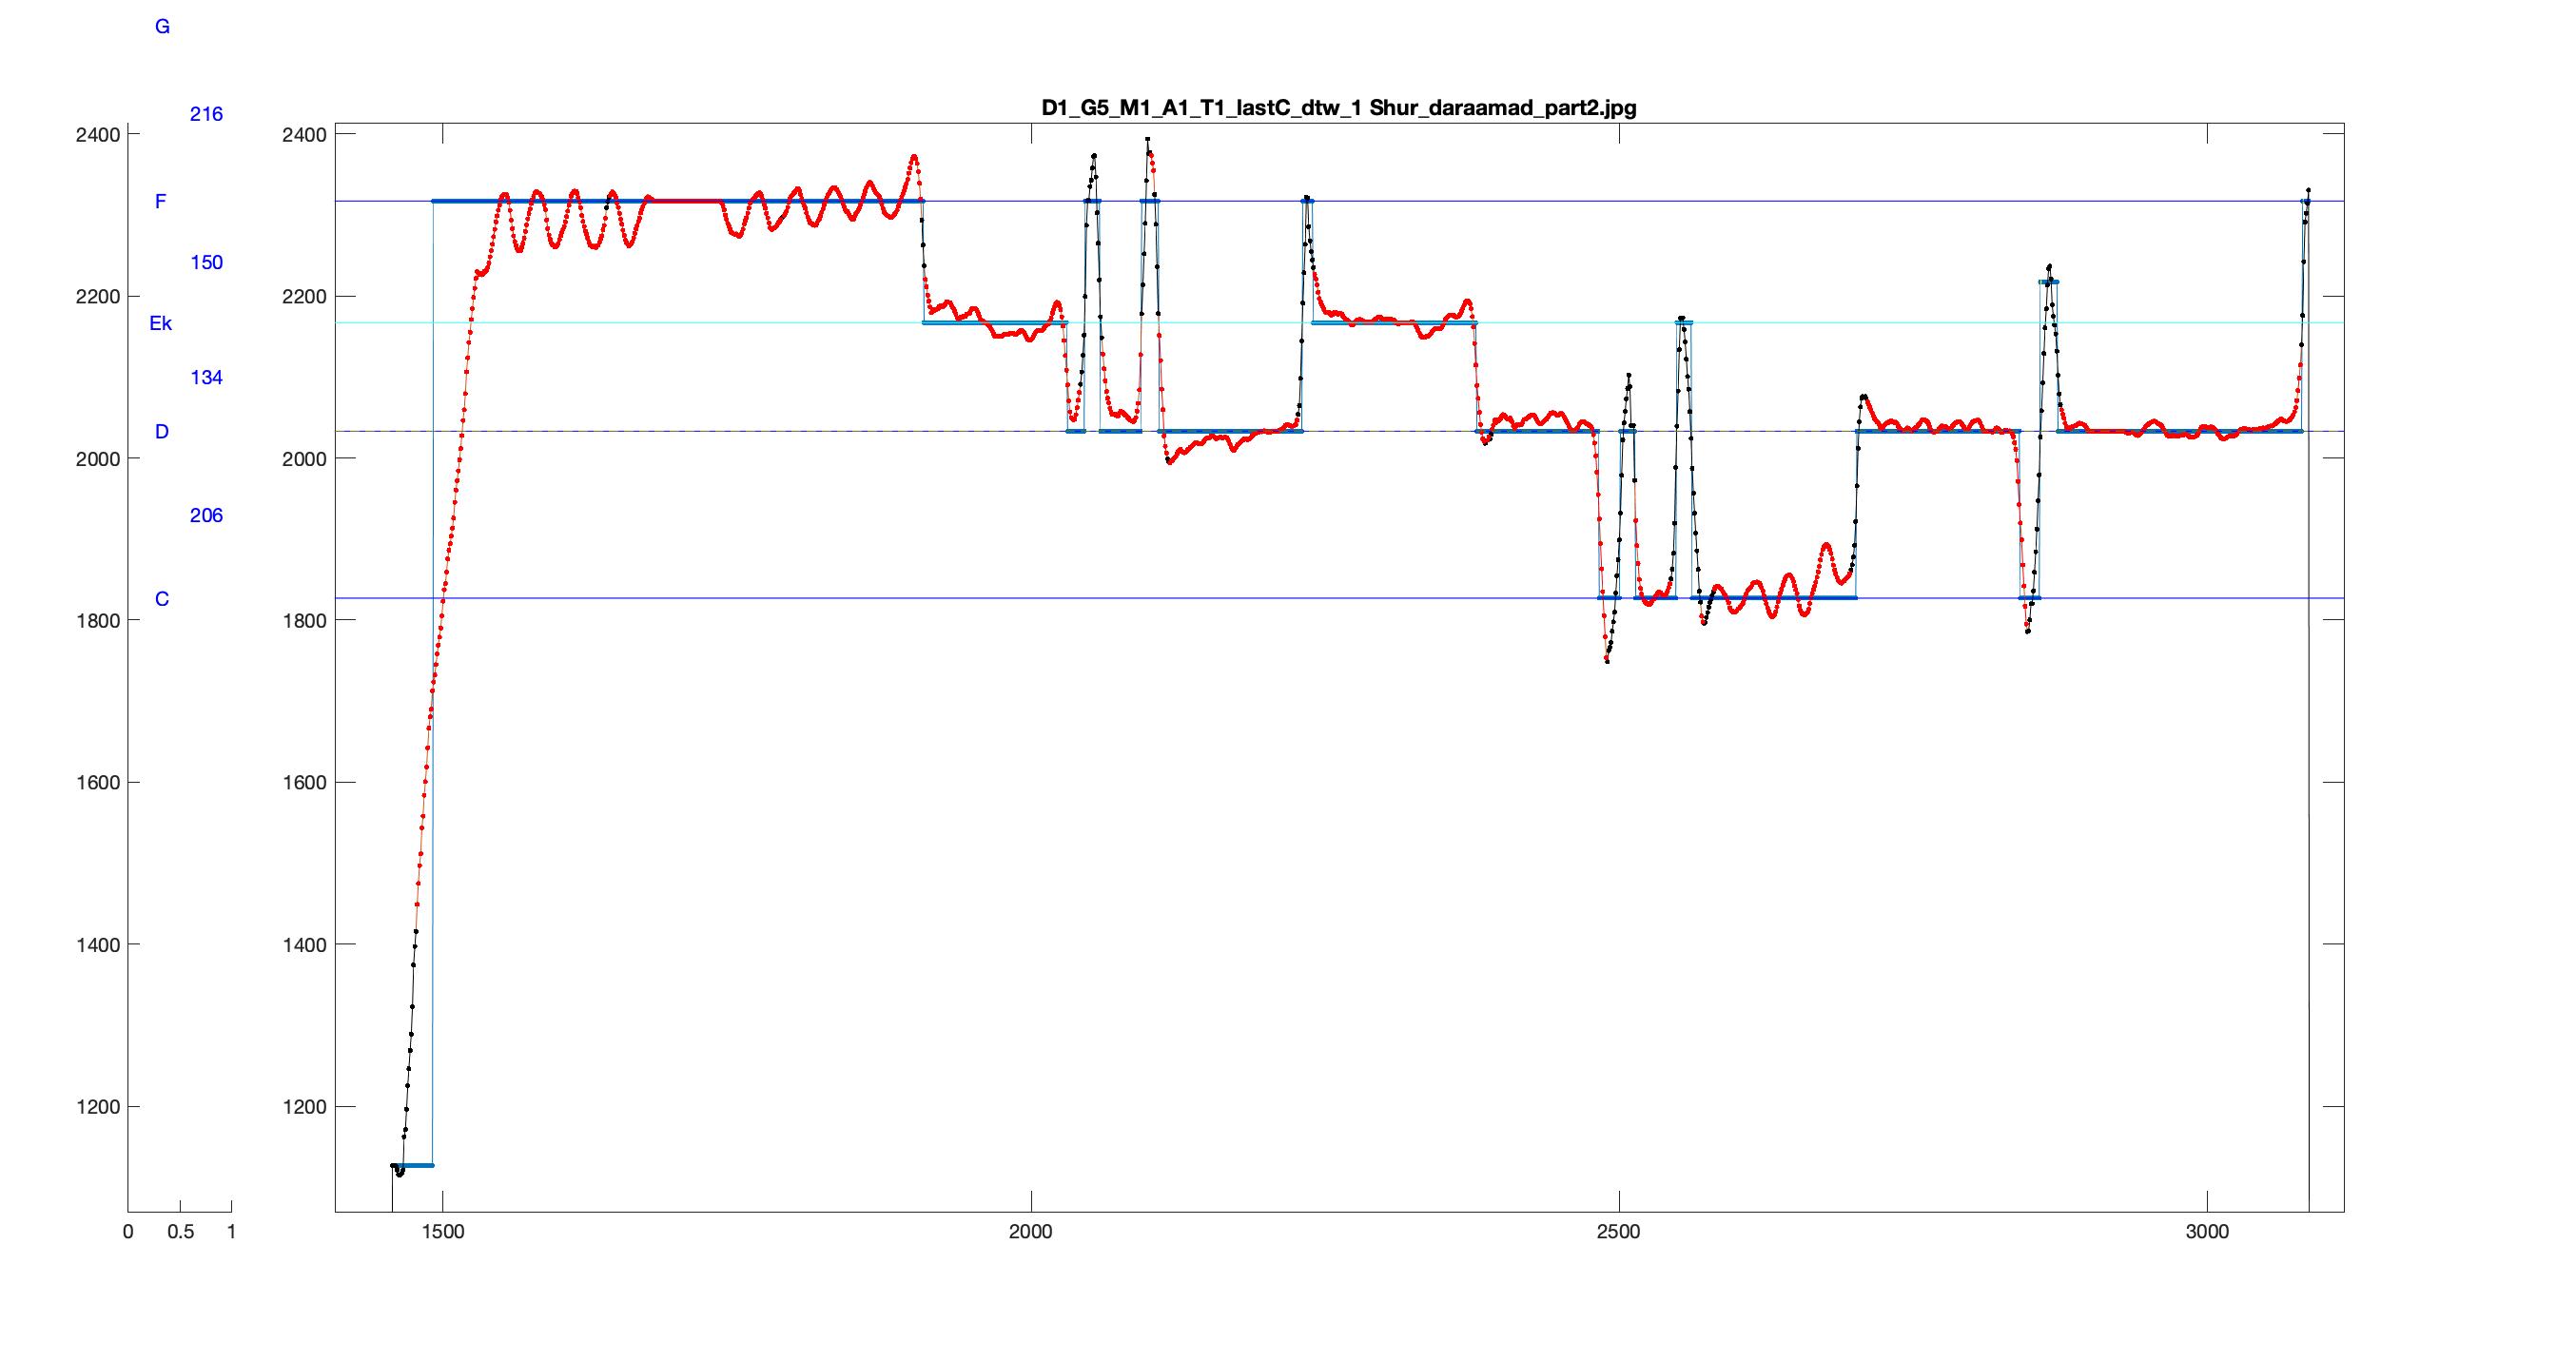 G
D1_G5_M1_A1_T1_lastC_dtw_1 Shur_daraamad_part2.jpg
216
2400 2400
F
150
2200 2200
Ek
134
D
2000 2000
206
C
1800 1800
1600 1600
1400 1400
1200 1200
0 0.5 1 1500 2000 2500 3000